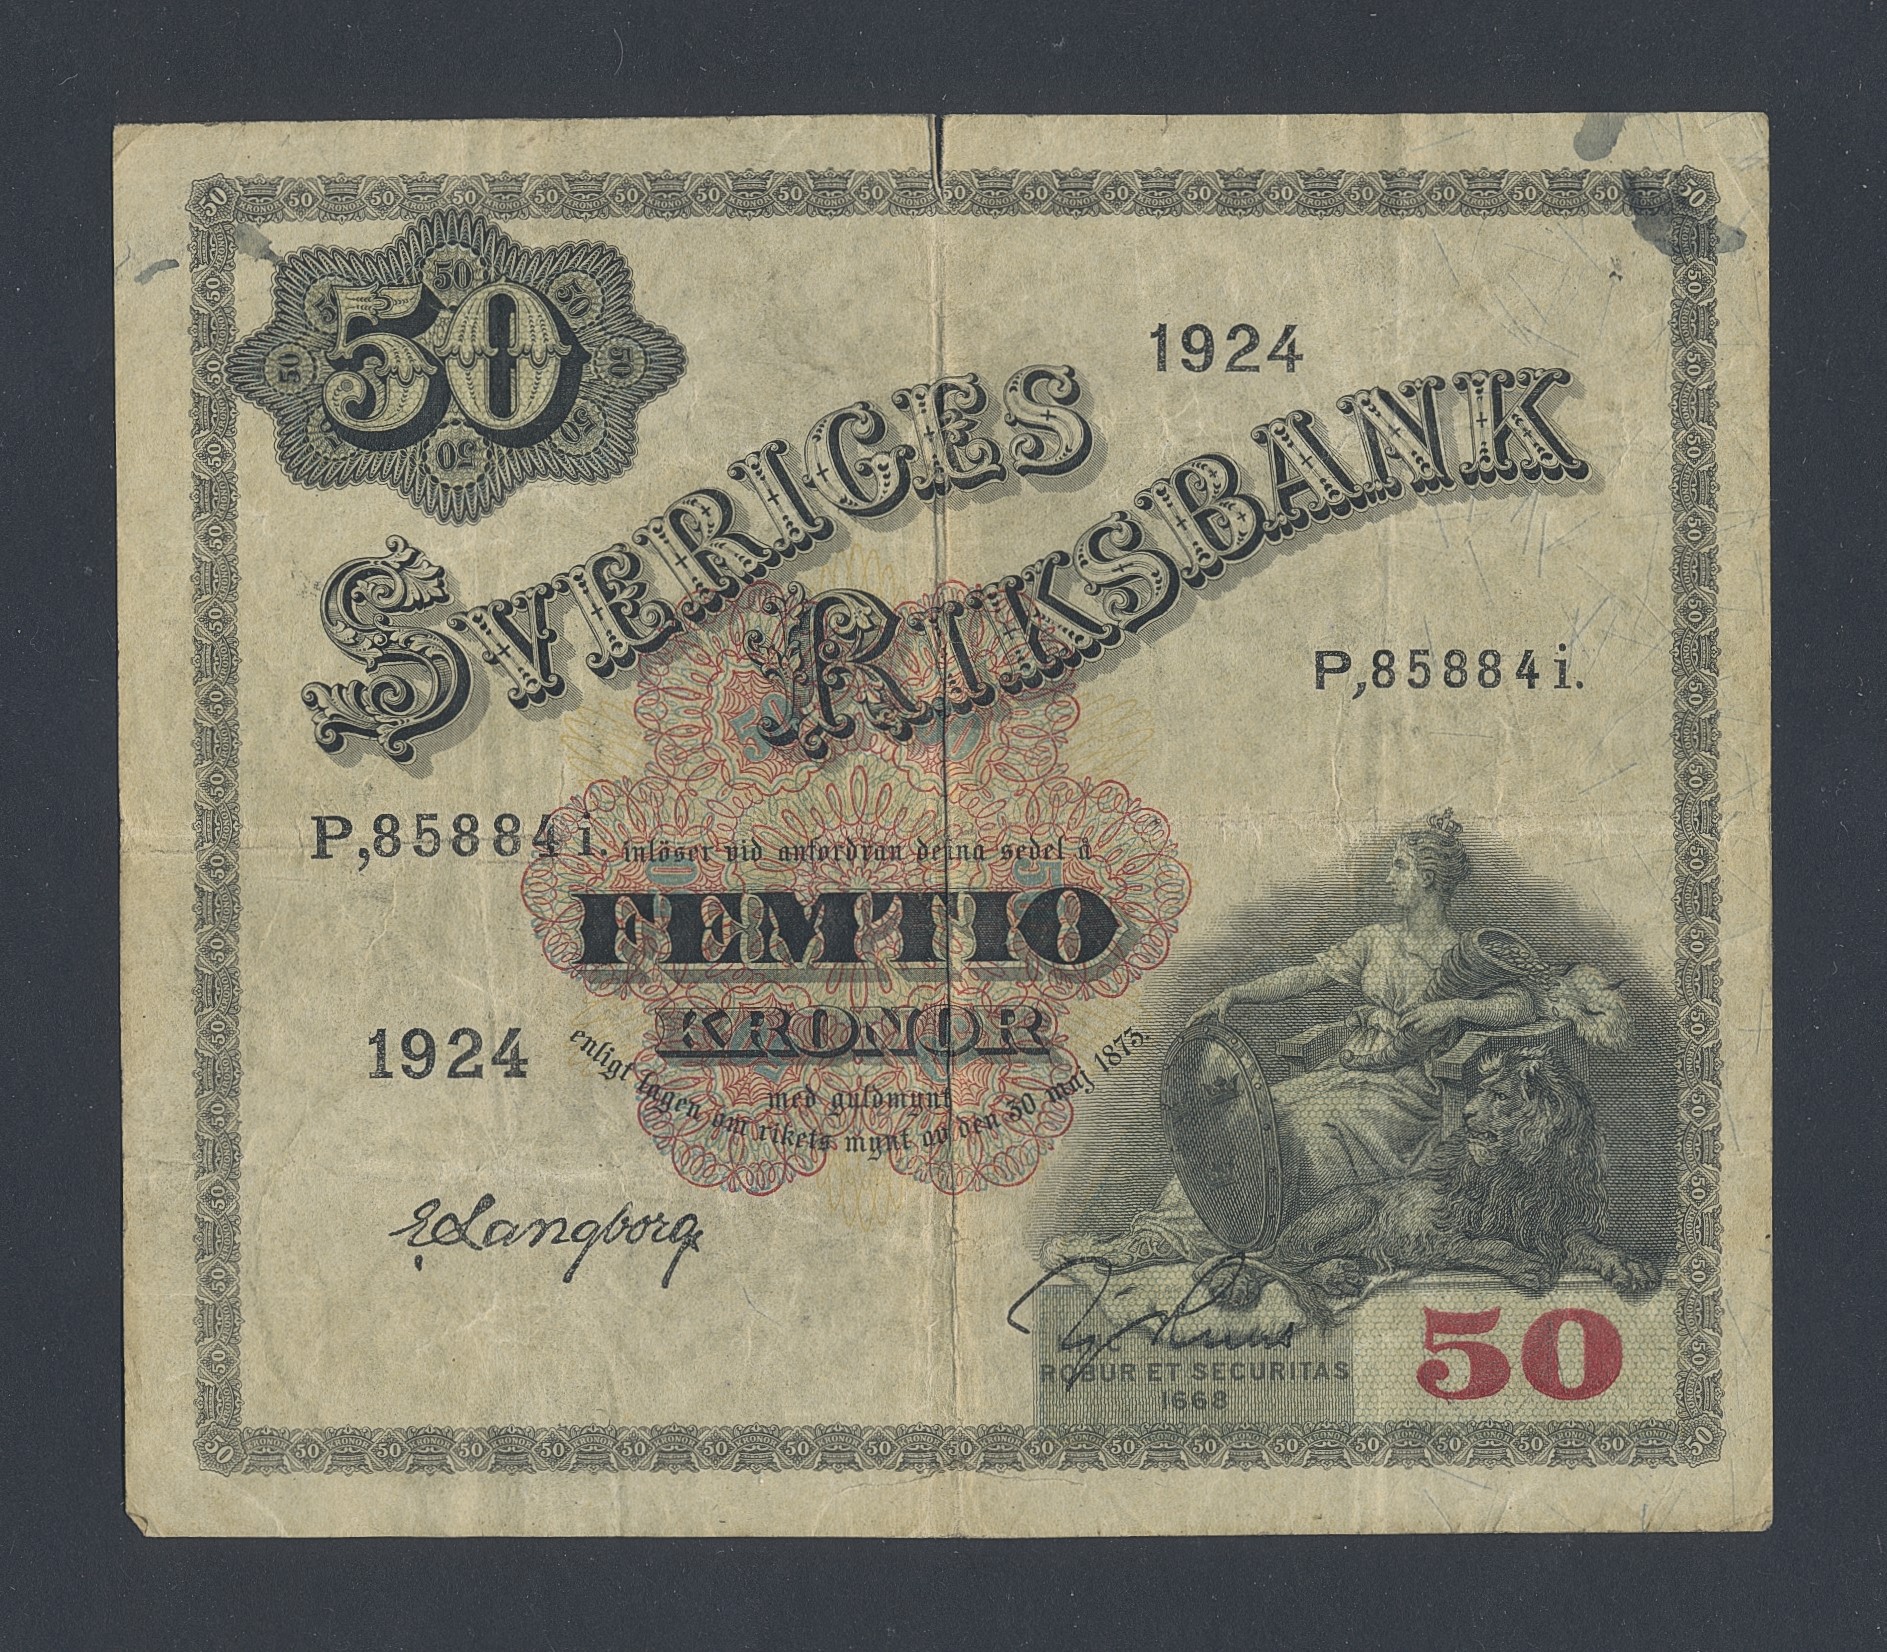 50
1924
SVERIGES
RIKSBANK
P,85884 i.
P,85884 i.
inlöser vid anfordran denna sedel å
FEMTIO
KRONOR
1924
med guldmynt
enligt lagen om rikets mynt av den 30 maj 1873.
E Langborg
ROBUR ET SECURITAS
1668
50